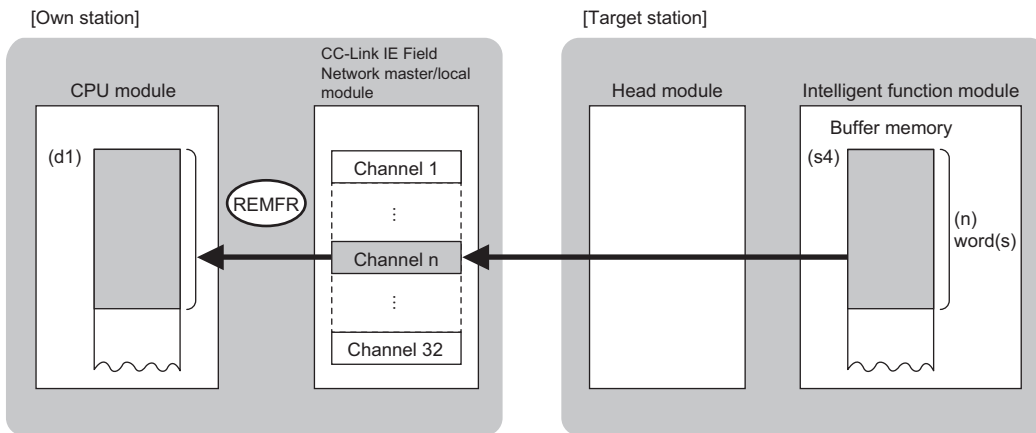 [Own station]
[Target station]
CPU module
CC-Link IE Field
Network master/local
module
Head module
Intelligent function module
Buffer memory
(d1)
REMFR
Channel 1
⋮
Channel n
⋮
Channel 32
(s4)
(n)
word(s)